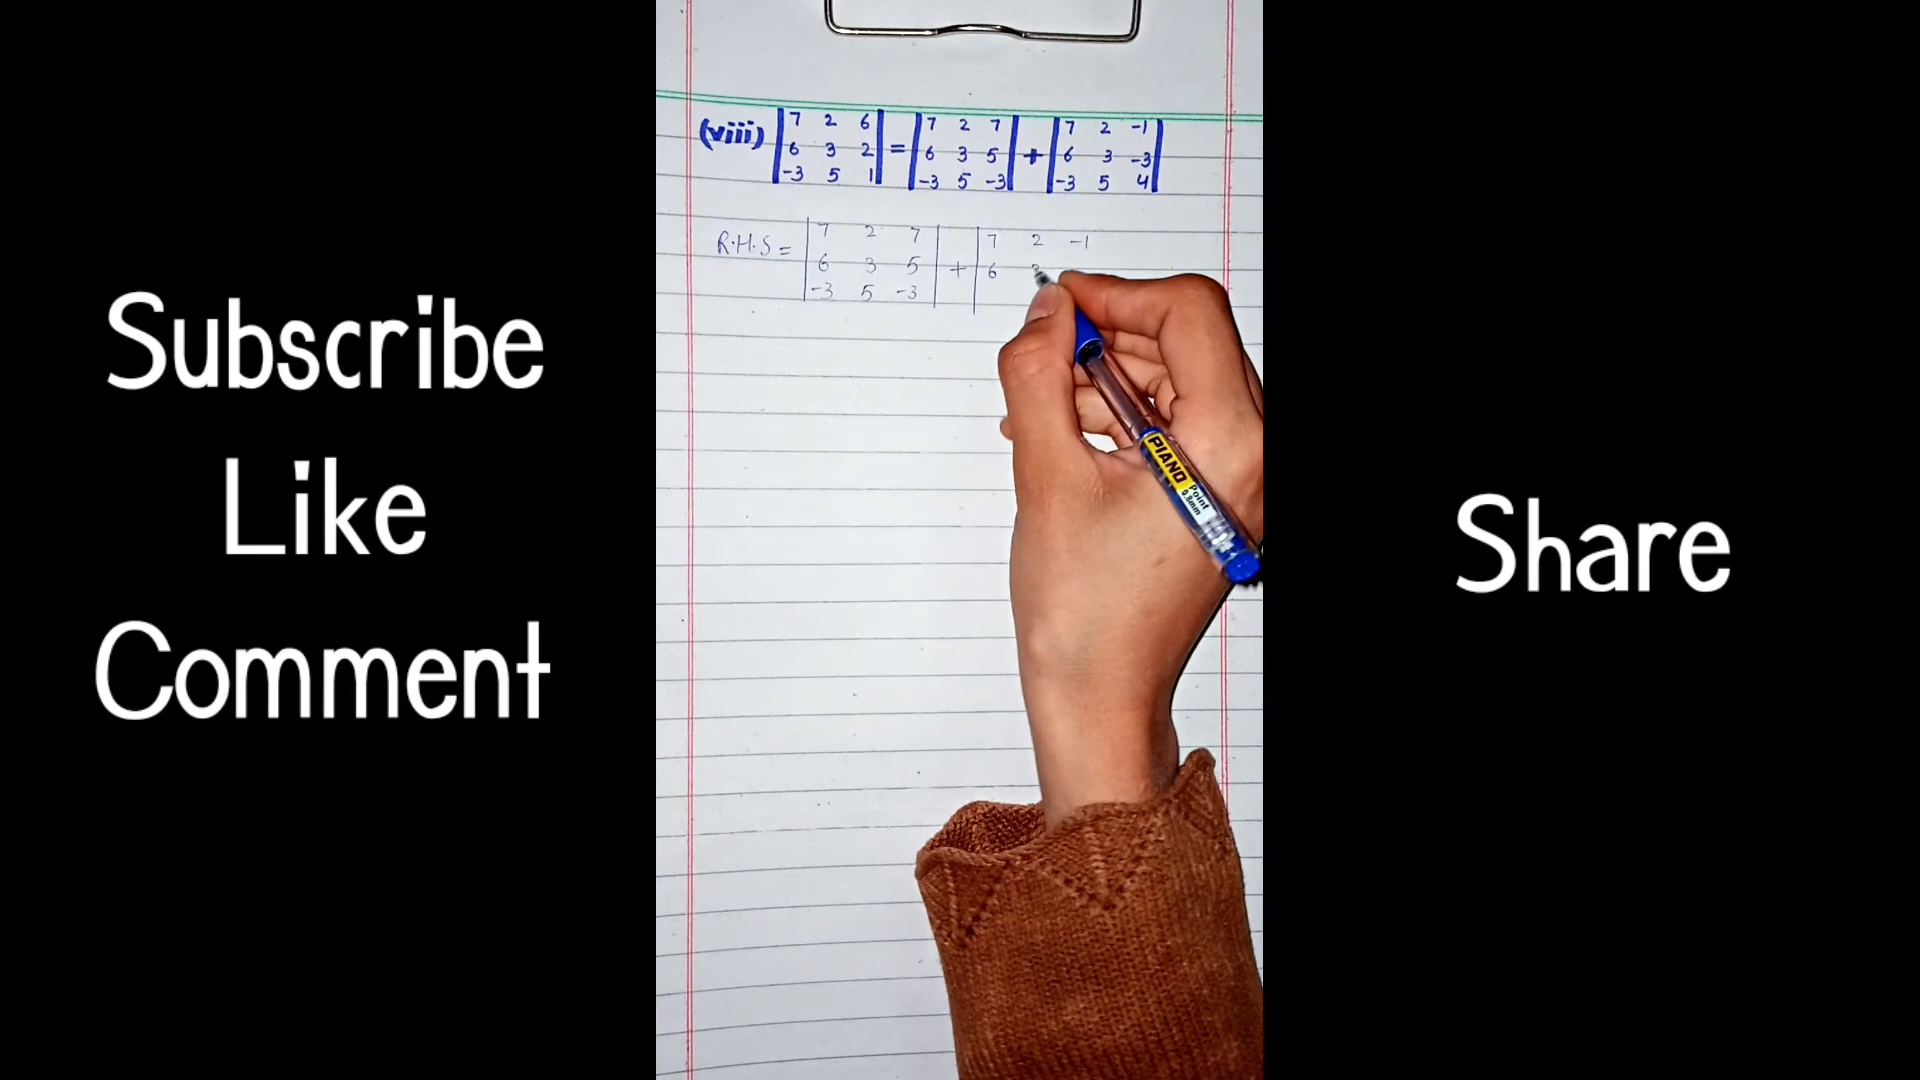 Subscribe
Like
Comment
(viii) | 7 2 6 | = | 7 2 7 | + | 7 2 -1 |
| 6 3 2 | | 6 3 5 | | 6 3 -3 |
| -3 5 1 | | -3 5 -3 | | -3 5 4 |
R.H.S = | 7 2 7 | + | 7 2 -1
| 6 3 5 | | 6
| -3 5 -3 |
PIANO
Point
0.8mm
Share